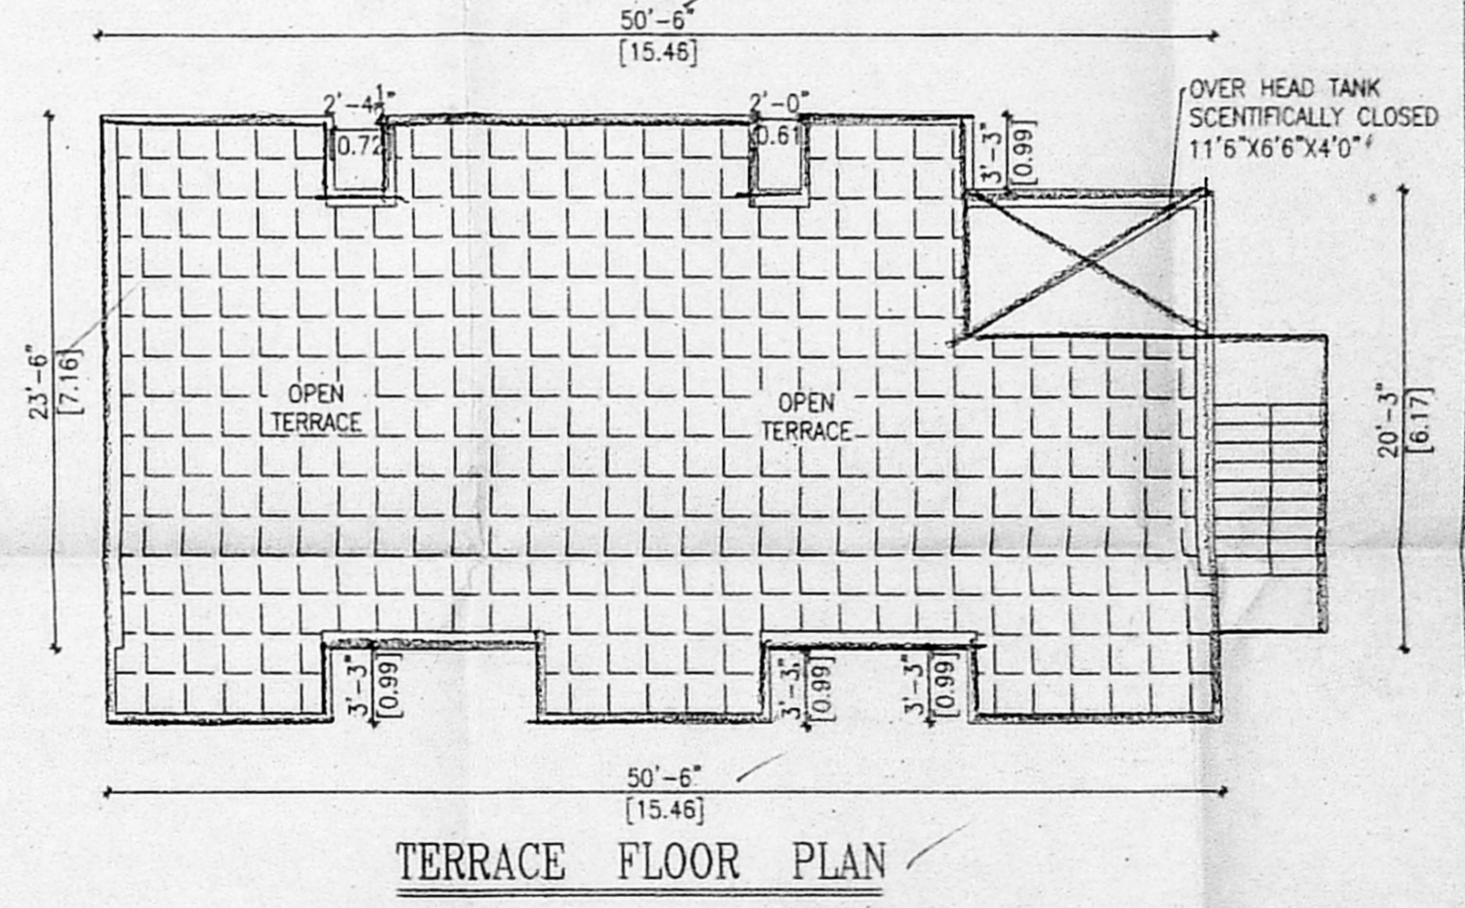 50'-6"
[15.46]
OVER HEAD TANK
SCENTIFICALLY CLOSED
11'6"X6'6"X4'0"
2'-4½"
0.72
2'-0"
0.61
3'-3"
[0.99]
23'-6"
[7.16]
OPEN
TERRACE
OPEN
TERRACE
20'-3"
[6.17]
3'-3"
[0.99]
3'-3"
[0.99]
3'-3"
[0.99]
50'-6"
[15.46]
TERRACE FLOOR PLAN